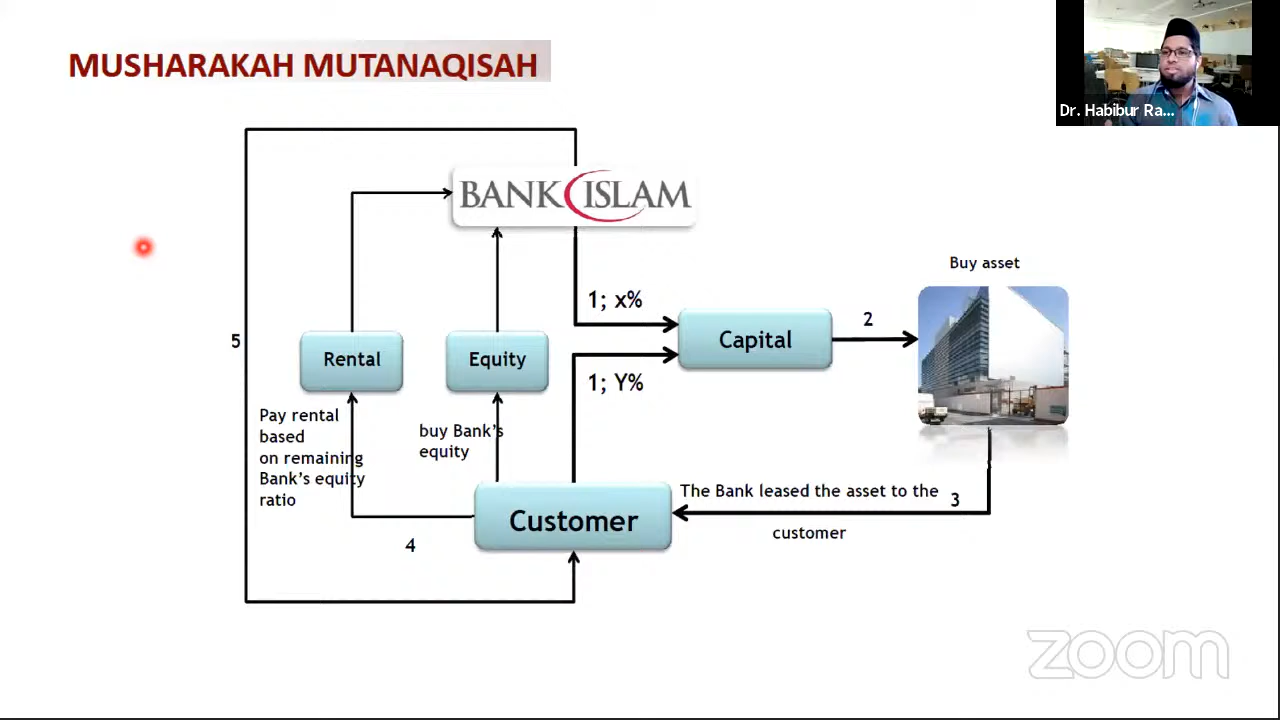 MUSHARAKAH MUTANAQISAH
Dr. Habibur Ra...
BANK ISLAM
Buy asset
1; x%
2
Capital
5
Rental
Equity
1; Y%
Pay rental
based
on remaining
Bank's equity
ratio
buy Bank's
equity
The Bank leased the asset to the
3
customer
Customer
4
zoom